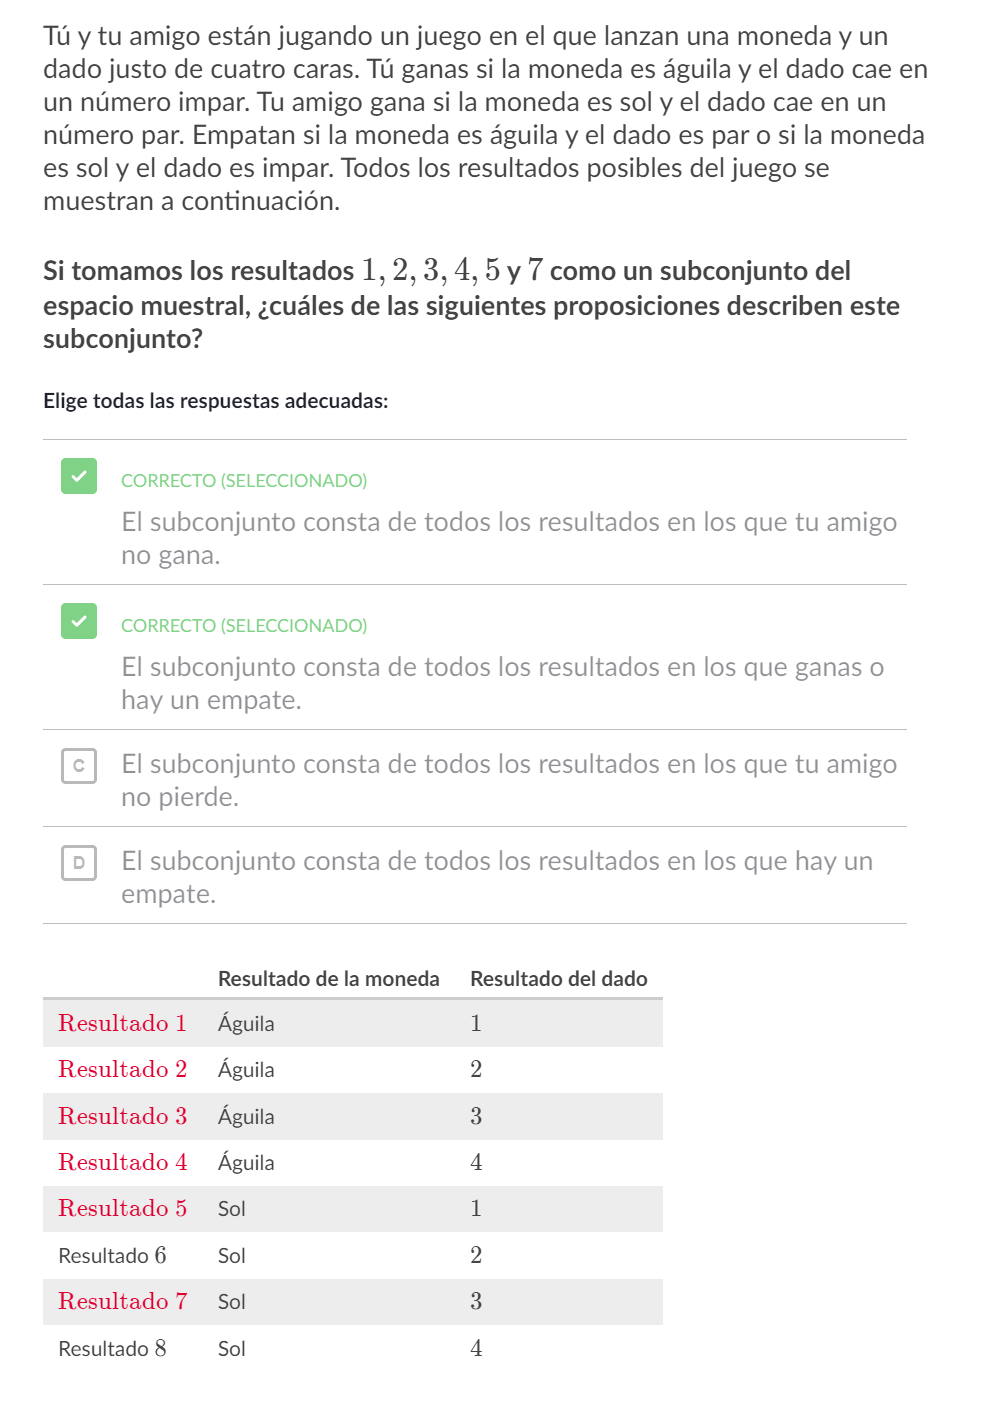 Tú y tu amigo están jugando un juego en el que lanzan una moneda y un
dado justo de cuatro caras. Tú ganas si la moneda es águila y el dado cae en
un número impar. Tu amigo gana si la moneda es sol y el dado cae en un
número par. Empatan si la moneda es águila y el dado es par o si la moneda
es sol y el dado es impar. Todos los resultados posibles del juego se
muestran a continuación.
Si tomamos los resultados 1, 2, 3, 4, 5 y 7 como un subconjunto del
espacio muestral, ¿cuáles de las siguientes proposiciones describen este
subconjunto?
Elige todas las respuestas adecuadas:
CORRECTO (SELECCIONADO)
El subconjunto consta de todos los resultados en los que tu amigo
no gana.
CORRECTO (SELECCIONADO)
El subconjunto consta de todos los resultados en los que ganas o
hay un empate.
C El subconjunto consta de todos los resultados en los que tu amigo
no pierde.
D El subconjunto consta de todos los resultados en los que hay un
empate.
Resultado de la moneda Resultado del dado
Resultado 1 Águila 1
Resultado 2 Águila 2
Resultado 3 Águila 3
Resultado 4 Águila 4
Resultado 5 Sol 1
Resultado 6 Sol 2
Resultado 7 Sol 3
Resultado 8 Sol 4